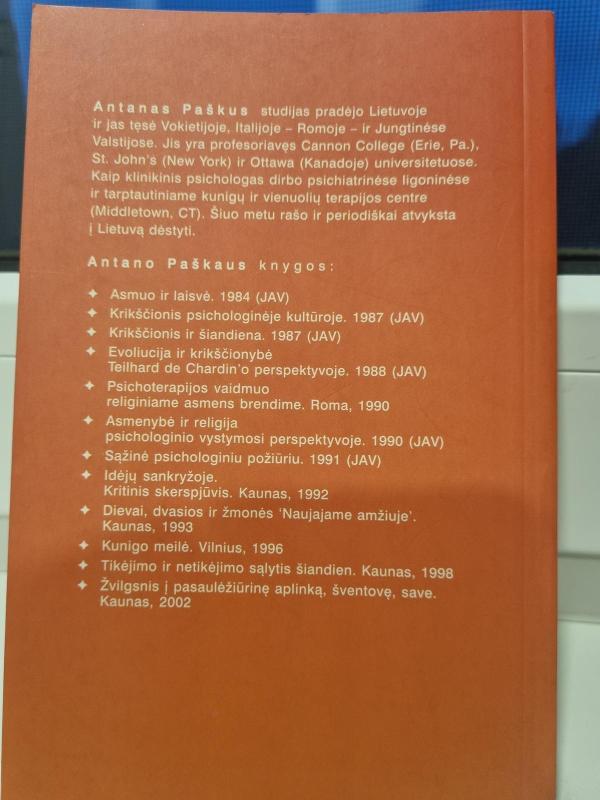 Antanas Paškus studijas pradėjo Lietuvoje
ir jas tęsė Vokietijoje, Italijoje – Romoje – ir Jungtinėse
Valstijose. Jis yra profesoriavęs Cannon College (Erie, Pa.),
St. John's (New York) ir Ottawa (Kanadoje) universitetuose.
Kaip klinikinis psichologas dirbo psichiatrinėse ligoninėse
ir tarptautiniame kunigų ir vienuolių terapijos centre
(Middletown, CT). Šiuo metu rašo ir periodiškai atvyksta
į Lietuvą dėstyti.
Antano Paškaus knygos:
✦ Asmuo ir laisvė. 1984 (JAV)
✦ Krikščionis psichologinėje kultūroje. 1987 (JAV)
✦ Krikščionis ir šiandiena. 1987 (JAV)
✦ Evoliucija ir krikščionybė
Teilhard de Chardin'o perspektyvoje. 1988 (JAV)
✦ Psichoterapijos vaidmuo
religiniame asmens brendime. Roma, 1990
✦ Asmenybė ir religija
psichologinio vystymosi perspektyvoje. 1990 (JAV)
✦ Sąžinė psichologiniu požiūriu. 1991 (JAV)
✦ Idėjų sankryžoje.
Kritinis skerspjūvis. Kaunas, 1992
✦ Dievai, dvasios ir žmonės 'Naujajame amžiuje'.
Kaunas, 1993
✦ Kunigo meilė. Vilnius, 1996
✦ Tikėjimo ir netikėjimo sąlytis šiandien. Kaunas, 1998
✦ Žvilgsnis į pasaulėžiūrinę aplinką, šventovę, save.
Kaunas, 2002